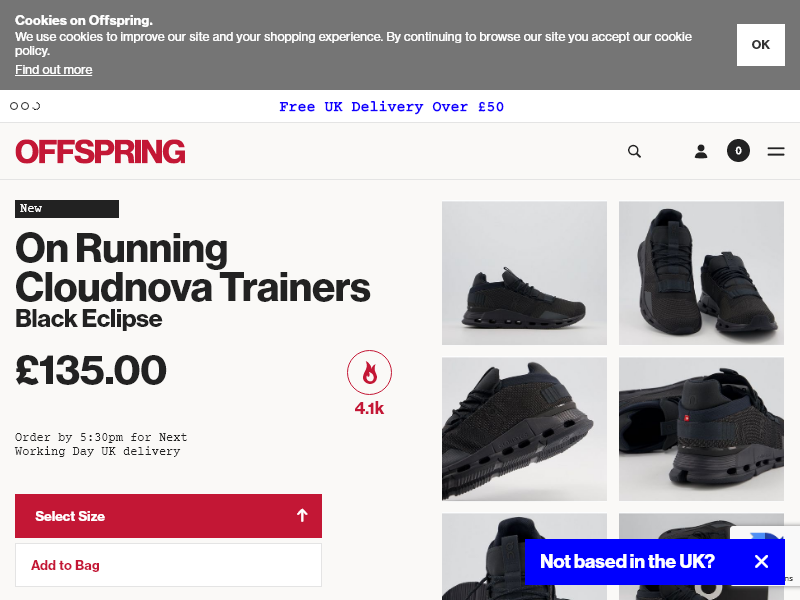 Cookies on Offspring.
We use cookies to improve our site and your shopping experience. By continuing to browse our site you accept our cookie
policy.
Find out more
OK
Free UK Delivery Over £50
OFFSPRING
0
New
On Running
Cloudnova Trainers
Black Eclipse
£135.00
4.1k
Order by 5:30pm for Next
Working Day UK delivery
Select Size
Add to Bag
Not based in the UK?